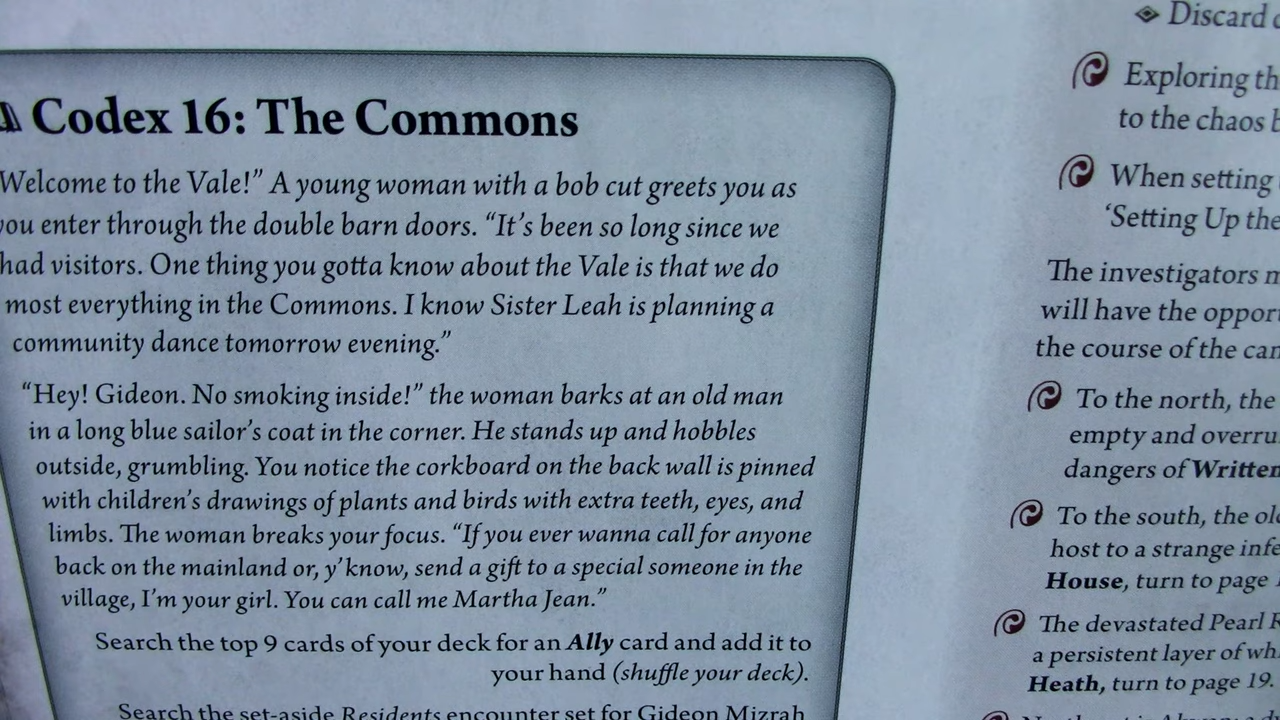 Codex 16: The Commons
Welcome to the Vale!” A young woman with a bob cut greets you as
you enter through the double barn doors. “It’s been so long since we
had visitors. One thing you gotta know about the Vale is that we do
most everything in the Commons. I know Sister Leah is planning a
community dance tomorrow evening.”
“Hey! Gideon. No smoking inside!” the woman barks at an old man
in a long blue sailor’s coat in the corner. He stands up and hobbles
outside, grumbling. You notice the corkboard on the back wall is pinned
with children’s drawings of plants and birds with extra teeth, eyes, and
limbs. The woman breaks your focus. “If you ever wanna call for anyone
back on the mainland or, y’know, send a gift to a special someone in the
village, I’m your girl. You can call me Martha Jean.”
Search the top 9 cards of your deck for an Ally card and add it to
your hand (shuffle your deck).
Search the set-aside Residents encounter set for Gideon Mizrah
Discard
Exploring th
to the chaos
When setting
‘Setting Up the
The investigators
will have the
the course of the
To the north, the
empty and
dangers of Written
To the south, the
host to a strange
House, turn to page
The devastated Pearl
a persistent layer of
Heath, turn to page 19.